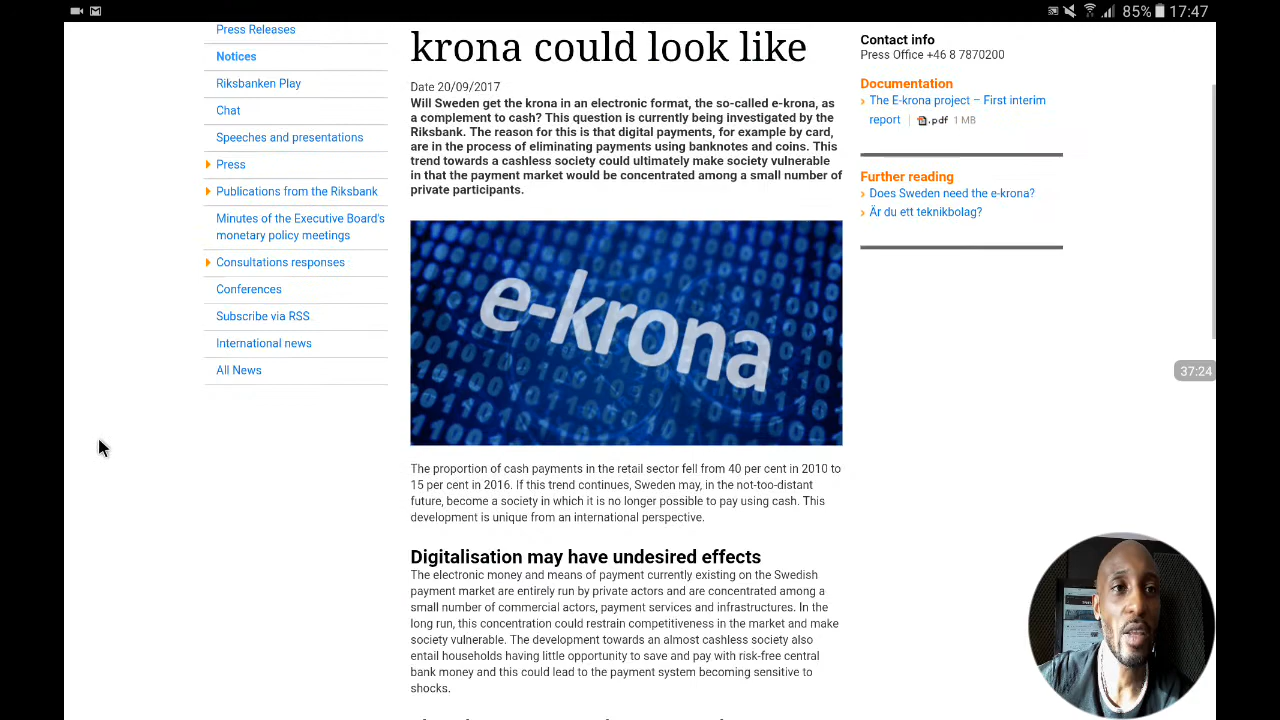 85% 17:47
Press Releases
Notices
Riksbanken Play
Chat
Speeches and presentations
Press
Publications from the Riksbank
Minutes of the Executive Board's
monetary policy meetings
Consultations responses
Conferences
Subscribe via RSS
International news
All News
krona could look like
Date 20/09/2017
Will Sweden get the krona in an electronic format, the so-called e-krona, as
a complement to cash? This question is currently being investigated by the
Riksbank. The reason for this is that digital payments, for example by card,
are in the process of eliminating payments using banknotes and coins. This
trend towards a cashless society could ultimately make society vulnerable
in that the payment market would be concentrated among a small number of
private participants.
e-krona
The proportion of cash payments in the retail sector fell from 40 per cent in 2010 to
15 per cent in 2016. If this trend continues, Sweden may, in the not-too-distant
future, become a society in which it is no longer possible to pay using cash. This
development is unique from an international perspective.
Digitalisation may have undesired effects
The electronic money and means of payment currently existing on the Swedish
payment market are entirely run by private actors and are concentrated among a
small number of commercial actors, payment services and infrastructures. In the
long run, this concentration could restrain competitiveness in the market and make
society vulnerable. The development towards an almost cashless society also
entail households having little opportunity to save and pay with risk-free central
bank money and this could lead to the payment system becoming sensitive to
shocks.
Contact info
Press Office +46 8 7870200
Documentation
The E-krona project – First interim
report | .pdf 1 MB
Further reading
Does Sweden need the e-krona?
Är du ett teknikbolag?
37:24